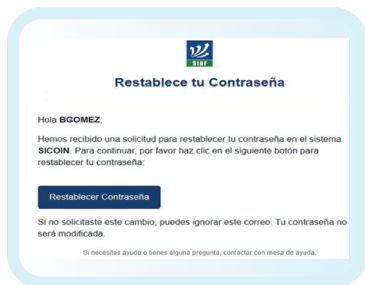 SIAF
Restablece tu Contraseña
Hola BGOMEZ,
Hemos recibido una solicitud para restablecer tu contraseña en el sistema
SICOIN. Para continuar, por favor haz clic en el siguiente botón para
restablecer tu contraseña:
Restablecer Contraseña
Si no solicitaste este cambio, puedes ignorar este correo. Tu contraseña no
será modificada.
Si necesitas ayuda o tienes alguna pregunta, contactar con mesa de ayuda.